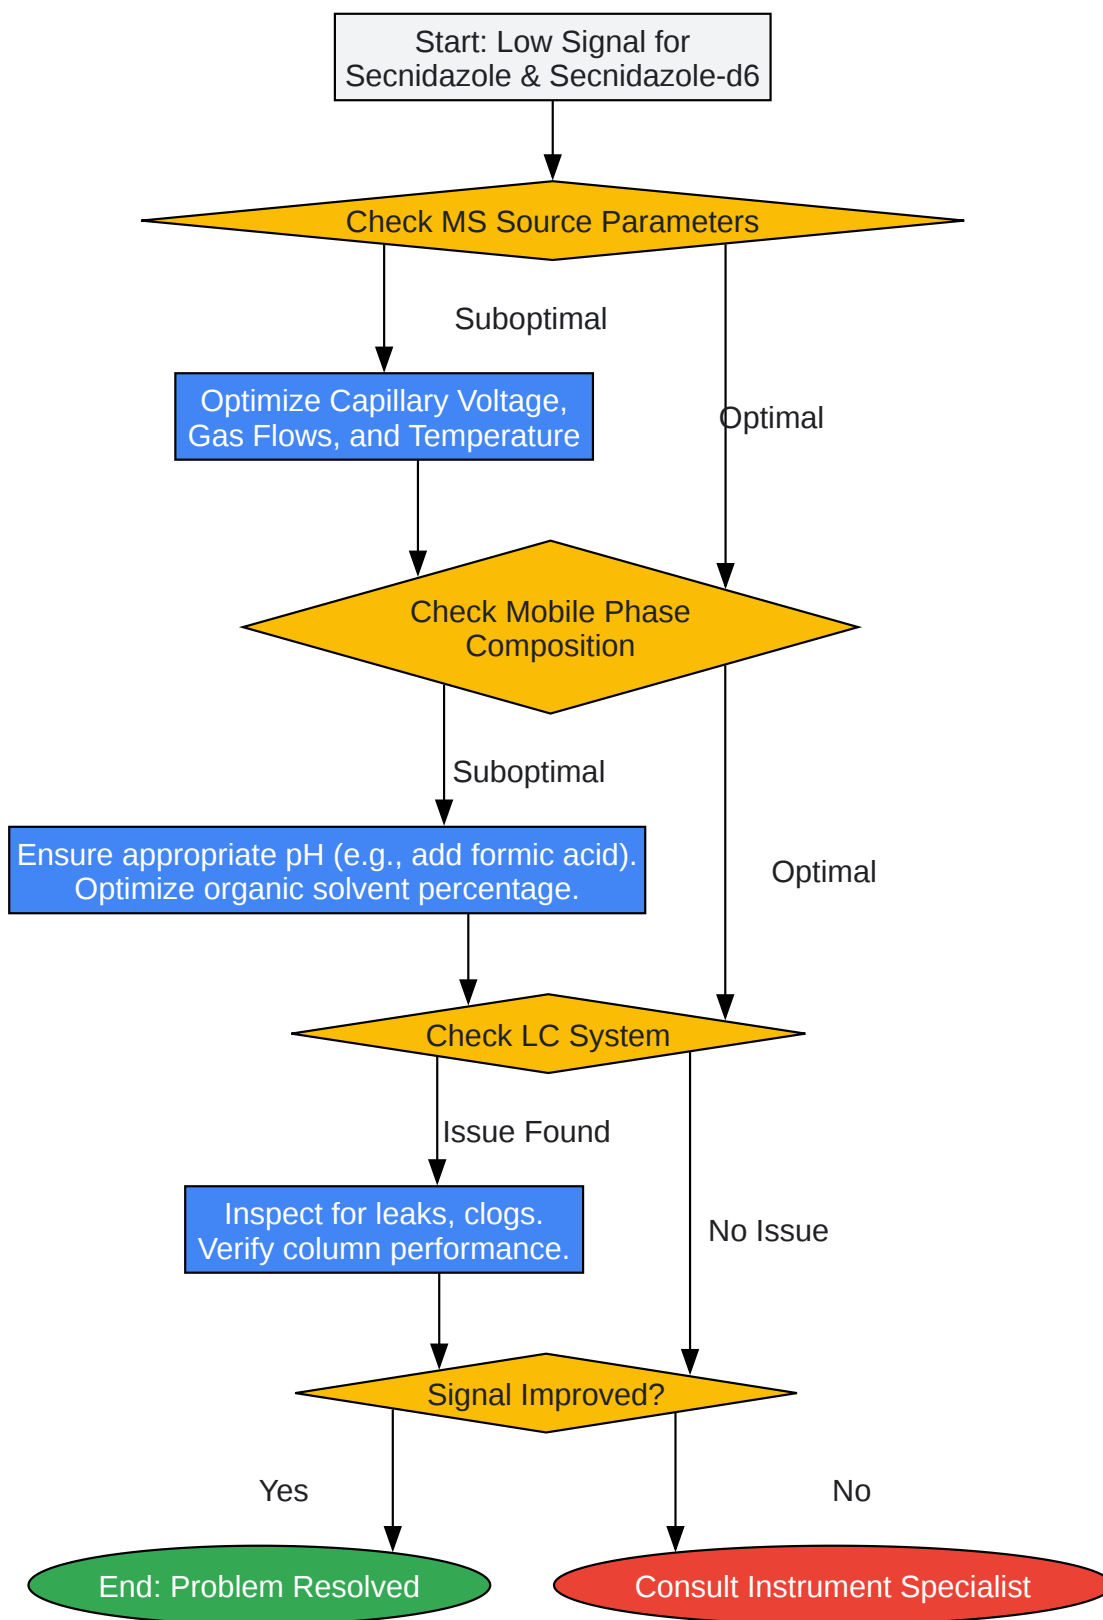 Start: Low Signal for
Secnidazole & Secnidazole-d6
Check MS Source Parameters
Suboptimal
Optimize Capillary Voltage,
Gas Flows, and Temperature
Optimal
Check Mobile Phase
Composition
Suboptimal
Ensure appropriate pH (e.g., add formic acid).
Optimize organic solvent percentage.
Optimal
Check LC System
Issue Found
Inspect for leaks, clogs.
Verify column performance.
No Issue
Signal Improved?
Yes
No
End: Problem Resolved
Consult Instrument Specialist